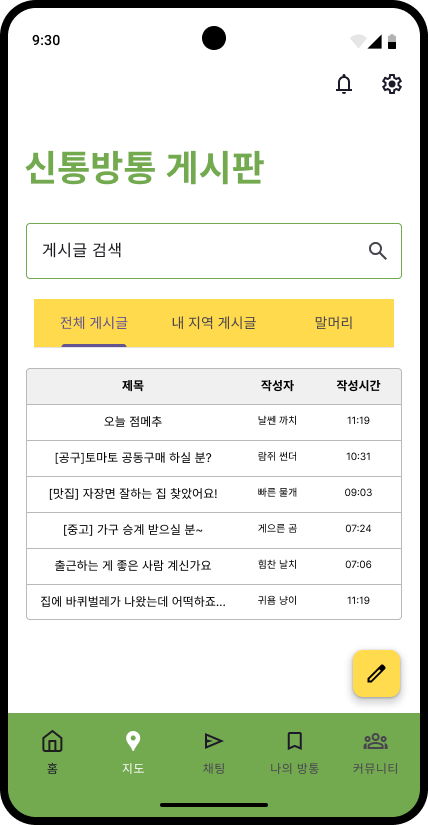 9:30
신통방통 게시판
게시글 검색
전체 게시글 내 지역 게시글 말머리
제목 작성자 작성시간
오늘 점메추 날쌘 까치 11:19
[공구]토마토 공동구매 하실 분? 람쥐 썬더 10:31
[맛집] 자장면 잘하는 집 찾았어요! 빠른 물개 09:03
[중고] 가구 승계 받으실 분~ 게으른 곰 07:24
출근하는 게 좋은 사람 계신가요 힘찬 날치 07:06
집에 바퀴벌레가 나왔는데 어떡하죠... 귀욤 냥이 11:19
홈 지도 채팅 나의 방통 커뮤니티